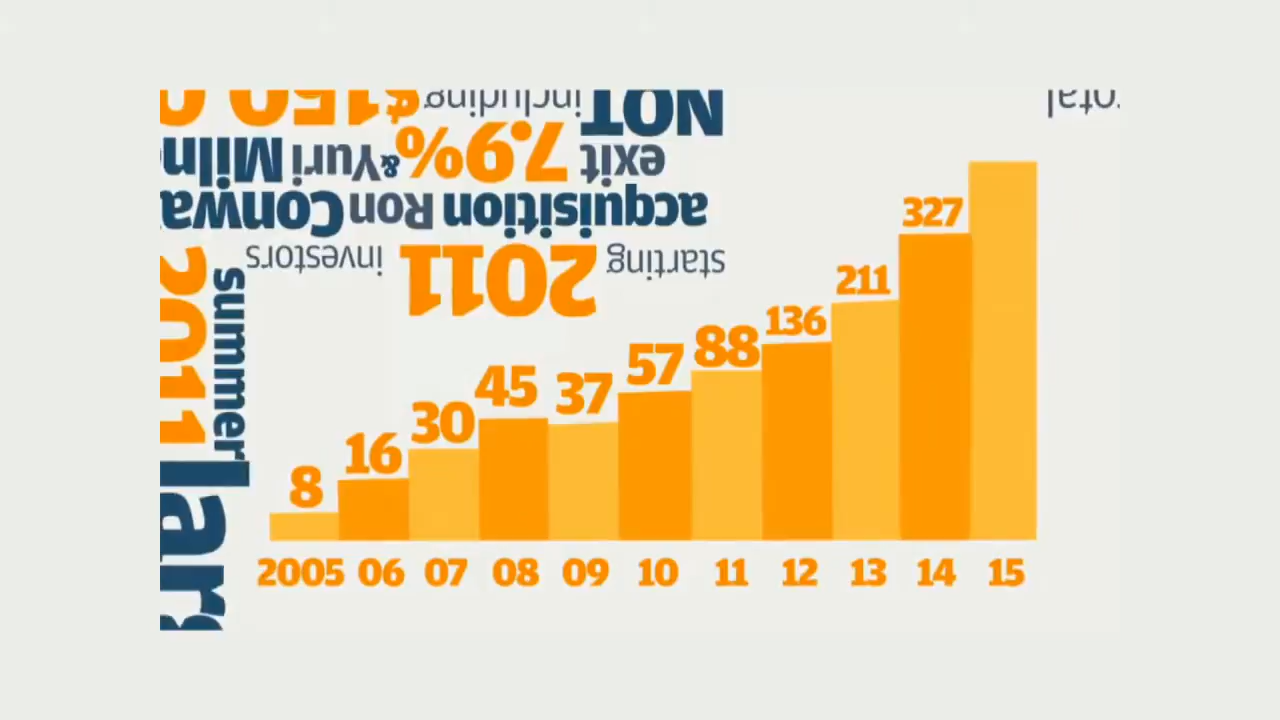 starting 2011 investors
acquisition Ron Conwa
exit 7.9% & Yuri Miln
NOT including $150
summer
2011
8 16 30 45 37 57 88 136 211 327
2005 06 07 08 09 10 11 12 13 14 15